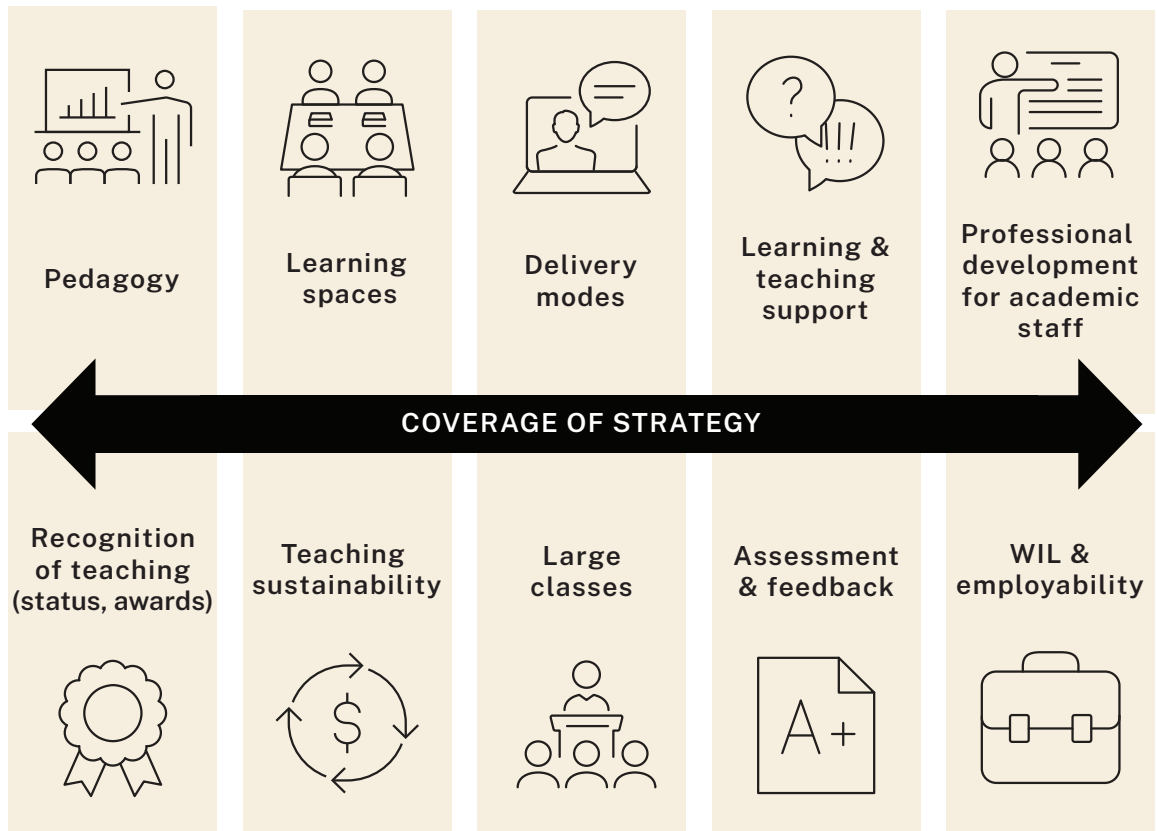 Pedagogy
Learning
spaces
Delivery
modes
Learning &
teaching
support
Professional
development
for academic
staff
COVERAGE OF STRATEGY
Recognition
of teaching
(status, awards)
Teaching
sustainability
$
Large
classes
Assessment
& feedback
A+
WIL &
employability